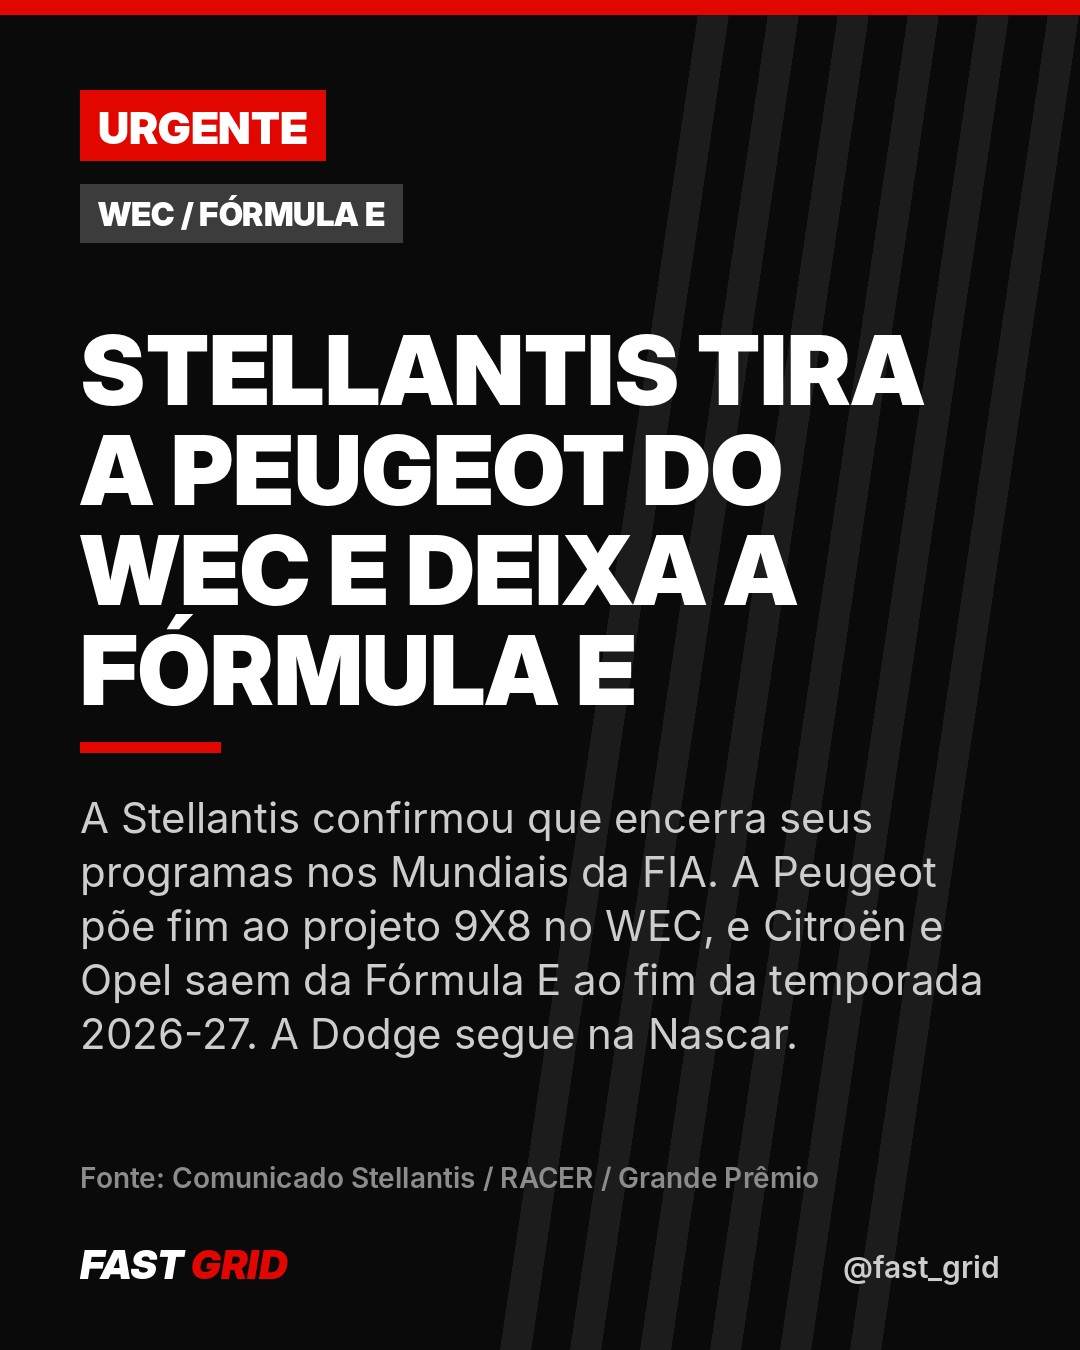 URGENTE
WEC / FÓRMULA E
STELLANTIS TIRA
A PEUGEOT DO
WEC E DEIXA A
FÓRMULA E
A Stellantis confirmou que encerra seus
programas nos Mundiais da FIA. A Peugeot
põe fim ao projeto 9X8 no WEC, e Citroën e
Opel saem da Fórmula E ao fim da temporada
2026-27. A Dodge segue na Nascar.
Fonte: Comunicado Stellantis / RACER / Grande Prêmio
FAST GRID
@fast_grid